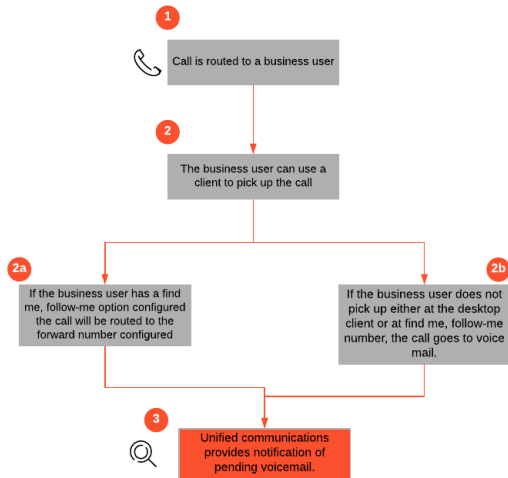 1
Call is routed to a business user
2
The business user can use a
client to pick up the call
2a
If the business user has a find
me, follow-me option configured
the call will be routed to the
forward number configured
2b
If the business user does not
pick up either at the desktop
client or at find me, follow-me
number, the call goes to voice
mail.
3
Unified communications
provides notification of
pending voicemail.